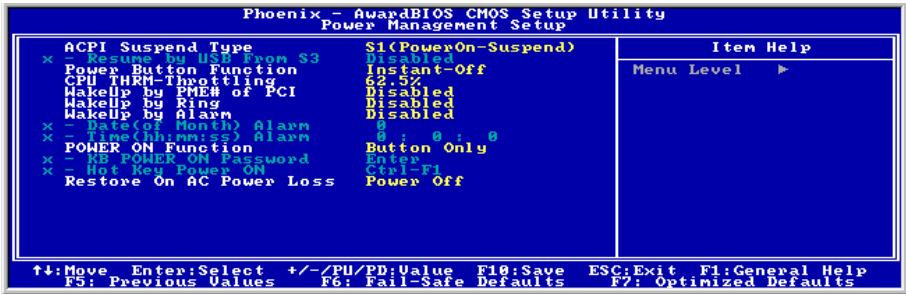 Phoenix - AwardBIOS CMOS Setup Utility
Power Management Setup
ACPI Suspend Type S1(PowerOn-Suspend)
x - Resume by USB From S3 Disabled
Power Button Function Instant-Off
CPU THRM-Throttling 62.5%
WakeUp by PME# of PCI Disabled
WakeUp by Ring Disabled
WakeUp by Alarm Disabled
x - Date(of Month) Alarm 0
x - Time(hh:mm:ss) Alarm 0 : 0 : 0
POWER ON Function Button Only
x - KB POWER ON Password Enter
x - Hot Key Power ON Ctrl-F1
Restore On AC Power Loss Power Off
Item Help
Menu Level ►
↑↓:Move Enter:Select +/-/PU/PD:Value F10:Save ESC:Exit F1:General Help
F5: Previous Values F6: Fail-Safe Defaults F7: Optimized Defaults